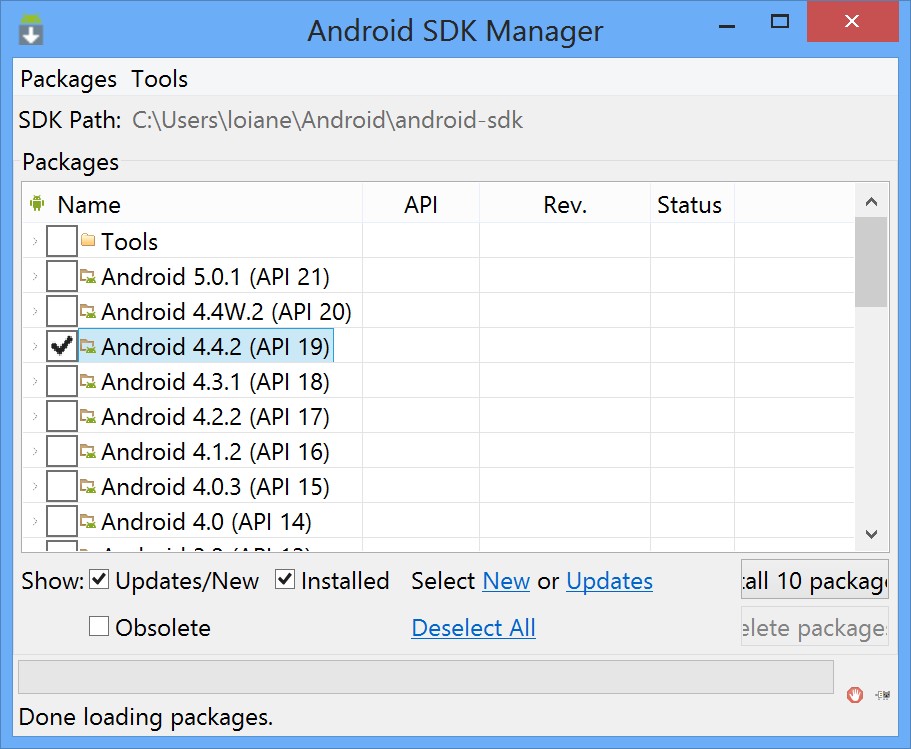 Android SDK Manager
Packages Tools
SDK Path: C:\Users\loiane\Android\android-sdk
Packages
Name API Rev. Status
Tools
Android 5.0.1 (API 21)
Android 4.4W.2 (API 20)
Android 4.4.2 (API 19)
Android 4.3.1 (API 18)
Android 4.2.2 (API 17)
Android 4.1.2 (API 16)
Android 4.0.3 (API 15)
Android 4.0 (API 14)
Show: Updates/New Installed Select New or Updates all 10 package
Obsolete Deselect All elete package
Done loading packages.